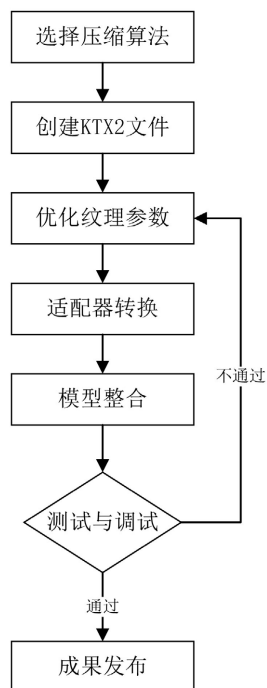 选择压缩算法
创建KTX2文件
优化纹理参数
适配器转换
模型整合
不通过
测试与调试
通过
成果发布